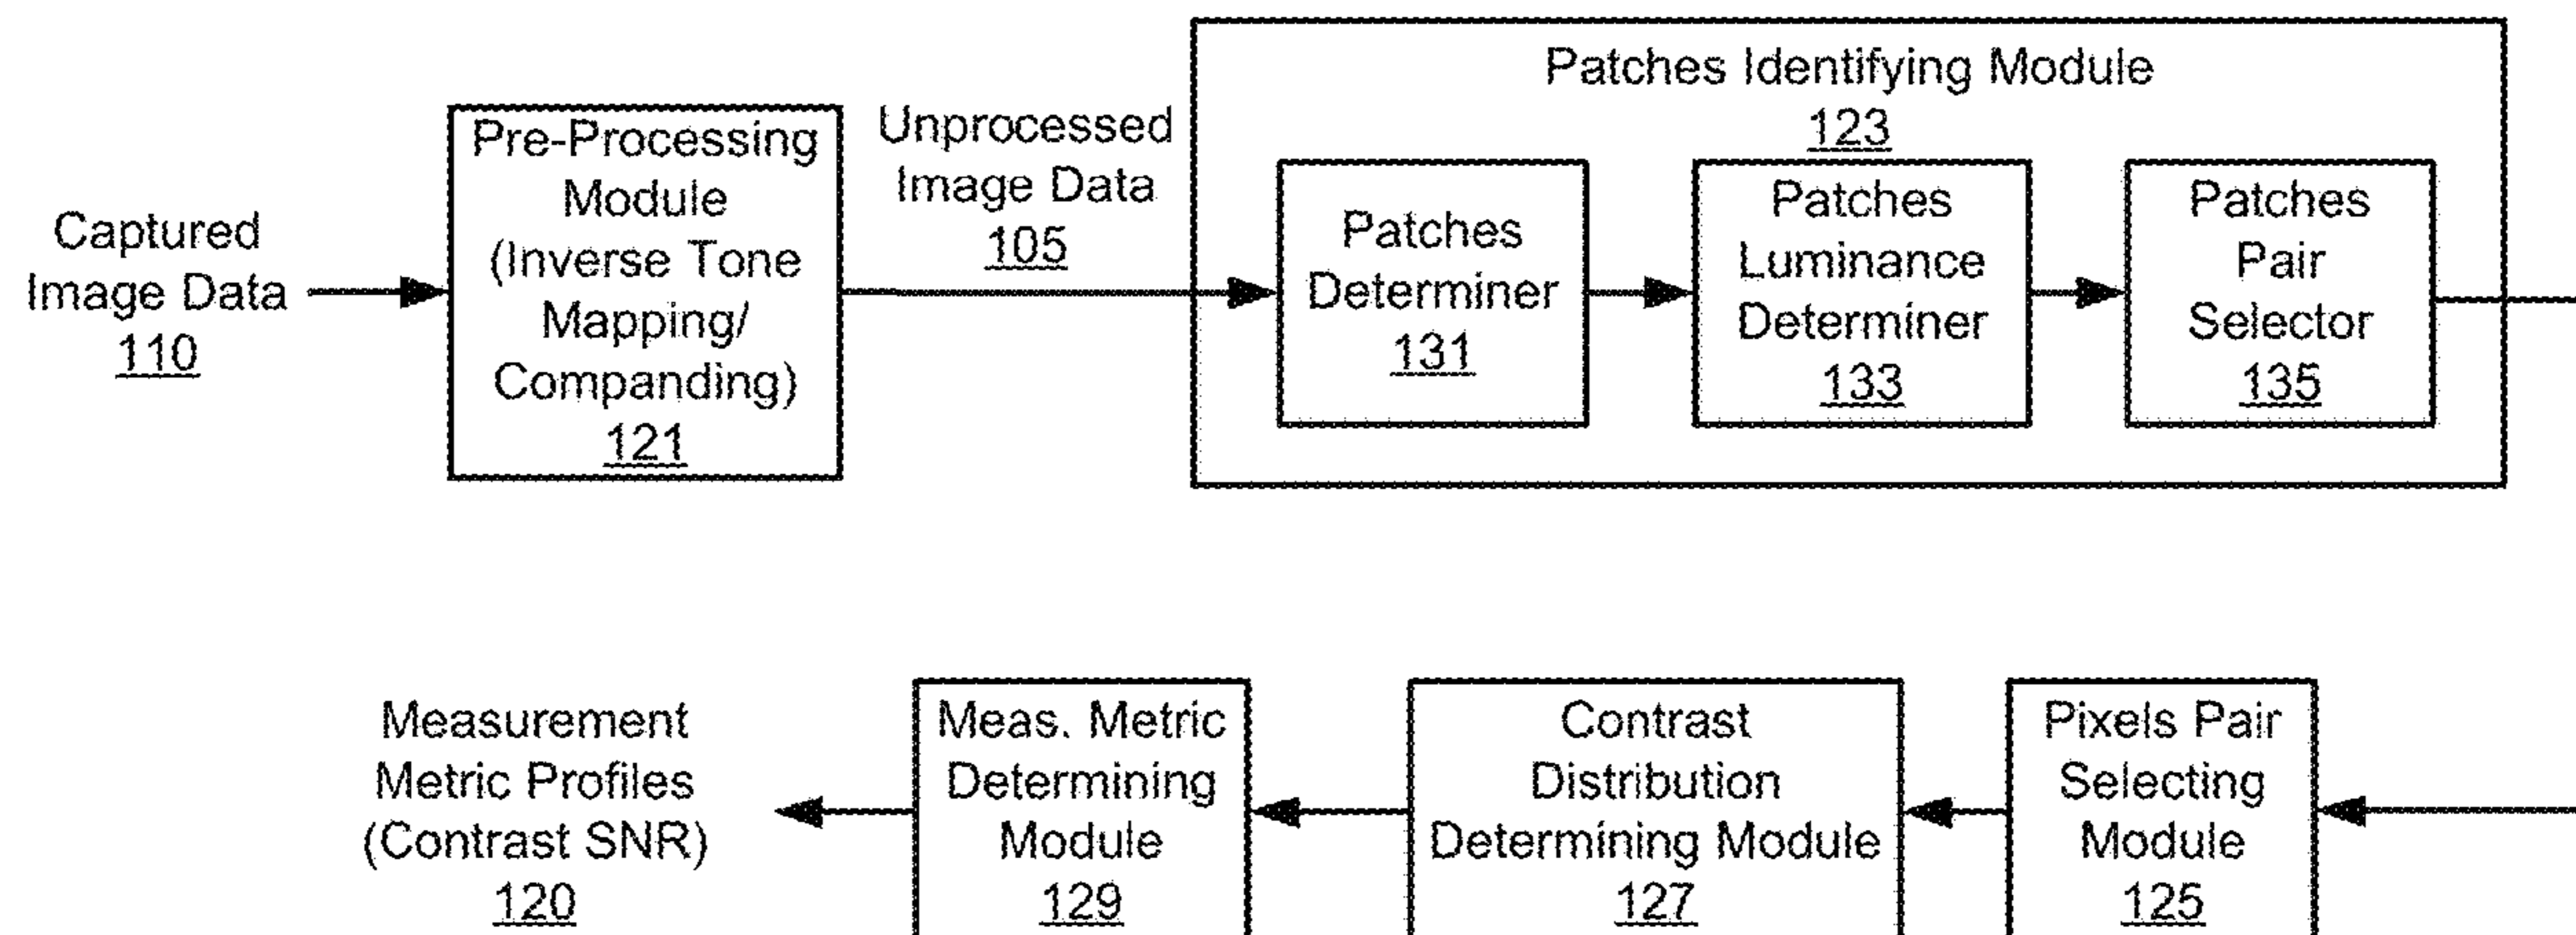 Captured
Image Data
110
Pre-Processing
Module
(Inverse Tone
Mapping/
Companding)
121
Unprocessed
Image Data
105
Patches Identifying Module
123
Patches
Determiner
131
Patches
Luminance
Determiner
133
Patches
Pair
Selector
135
Pixels Pair
Selecting
Module
125
Contrast
Distribution
Determining Module
127
Meas. Metric
Determining
Module
129
Measurement
Metric Profiles
(Contrast SNR)
120